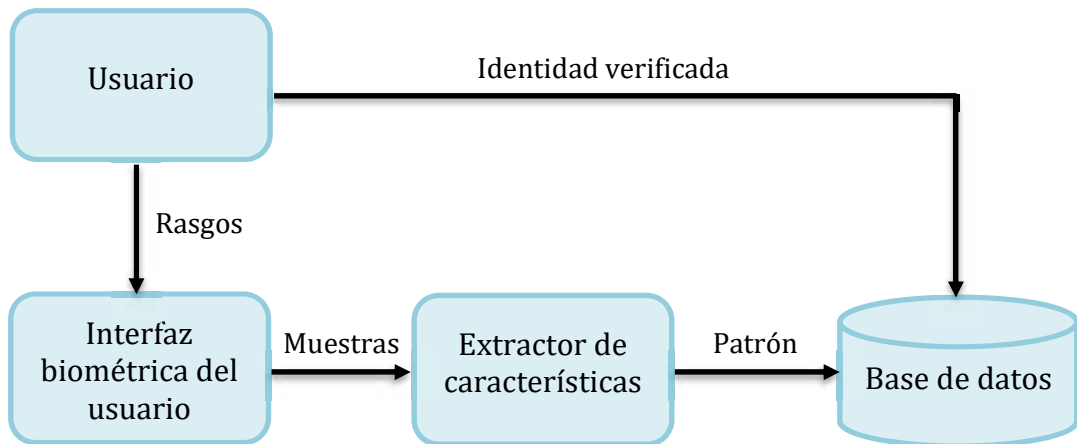 Usuario
Identidad verificada
Rasgos
Interfaz
biométrica del
usuario
Muestras
Extractor de
características
Patrón
Base de datos